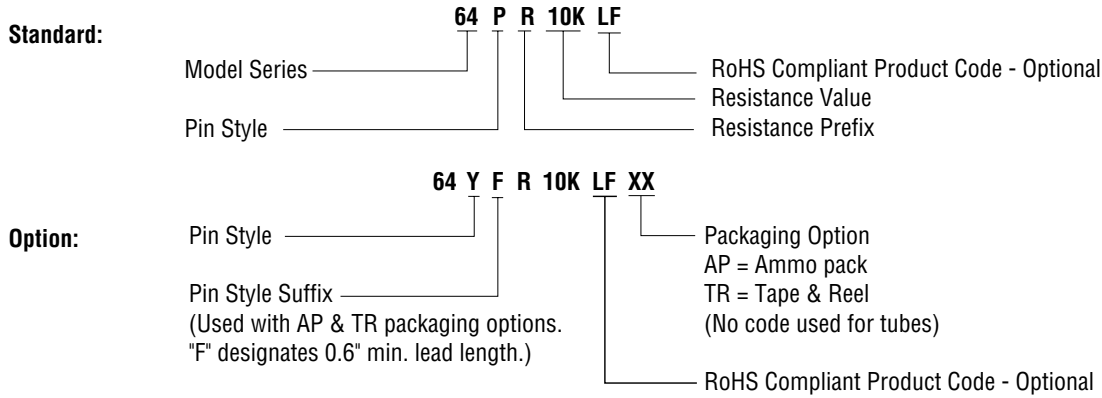 64 P R 10K LF
Standard:
Model Series
RoHS Compliant Product Code - Optional
Resistance Value
Pin Style
Resistance Prefix
64 Y F R 10K LF XX
Option:
Pin Style
Packaging Option
AP = Ammo pack
TR = Tape & Reel
(No code used for tubes)
Pin Style Suffix
(Used with AP & TR packaging options.
"F" designates 0.6" min. lead length.)
RoHS Compliant Product Code - Optional